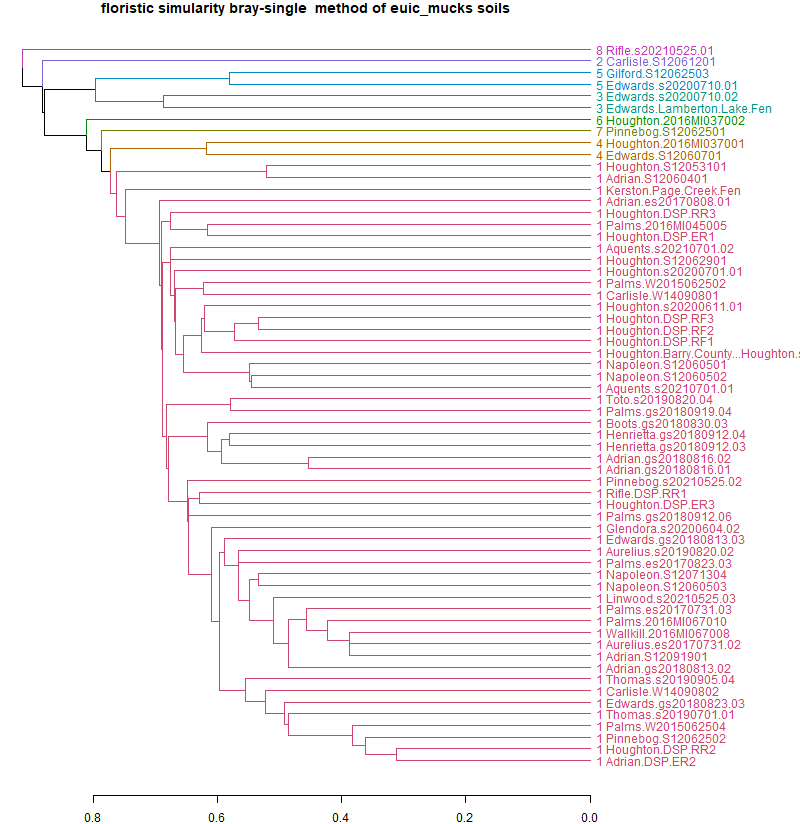 floristic simularity bray-single method of euic_mucks soils
8 Rifle.s20210525.01
2 Carlisle.S12061201
5 Gilford.S12062503
5 Edwards.s20200710.01
3 Edwards.s20200710.02
3 Edwards.Lamberton.Lake.Fen
6 Houghton.2016MI037002
7 Pinnebog.S12062501
4 Houghton.2016MI037001
4 Edwards.S12060701
1 Houghton.S12053101
1 Adrian.S12060401
1 Kerston.Page.Creek.Fen
1 Adrian.es20170808.01
1 Houghton.DSP.RR3
1 Palms.2016MI045005
1 Houghton.DSP.ER1
1 Aquents.s20210701.02
1 Houghton.S12062901
1 Houghton.s20200701.01
1 Palms.W2015062502
1 Carlisle.W14090801
1 Houghton.s20200611.01
1 Houghton.DSP.RF3
1 Houghton.DSP.RF2
1 Houghton.DSP.RF1
1 Houghton.Barry.County...Houghton.s
1 Napoleon.S12060501
1 Napoleon.S12060502
1 Aquents.s20210701.01
1 Toto.s20190820.04
1 Palms.gs20180919.04
1 Boots.gs20180830.03
1 Henrietta.gs20180912.04
1 Henrietta.gs20180912.03
1 Adrian.gs20180816.02
1 Adrian.gs20180816.01
1 Pinnebog.s20210525.02
1 Rifle.DSP.RR1
1 Houghton.DSP.ER3
1 Palms.gs20180912.06
1 Glendora.s20200604.02
1 Edwards.gs20180813.03
1 Aurelius.s20190820.02
1 Palms.es20170823.03
1 Napoleon.S12071304
1 Napoleon.S12060503
1 Linwood.s20210525.03
1 Palms.es20170731.03
1 Palms.2016MI067010
1 Wallkill.2016MI067008
1 Aurelius.es20170731.02
1 Adrian.S12091901
1 Adrian.gs20180813.02
1 Thomas.s20190905.04
1 Carlisle.W14090802
1 Edwards.gs20180823.03
1 Thomas.s20190701.01
1 Palms.W2015062504
1 Pinnebog.S12062502
1 Houghton.DSP.RR2
1 Adrian.DSP.ER2
0.8 0.6 0.4 0.2 0.0